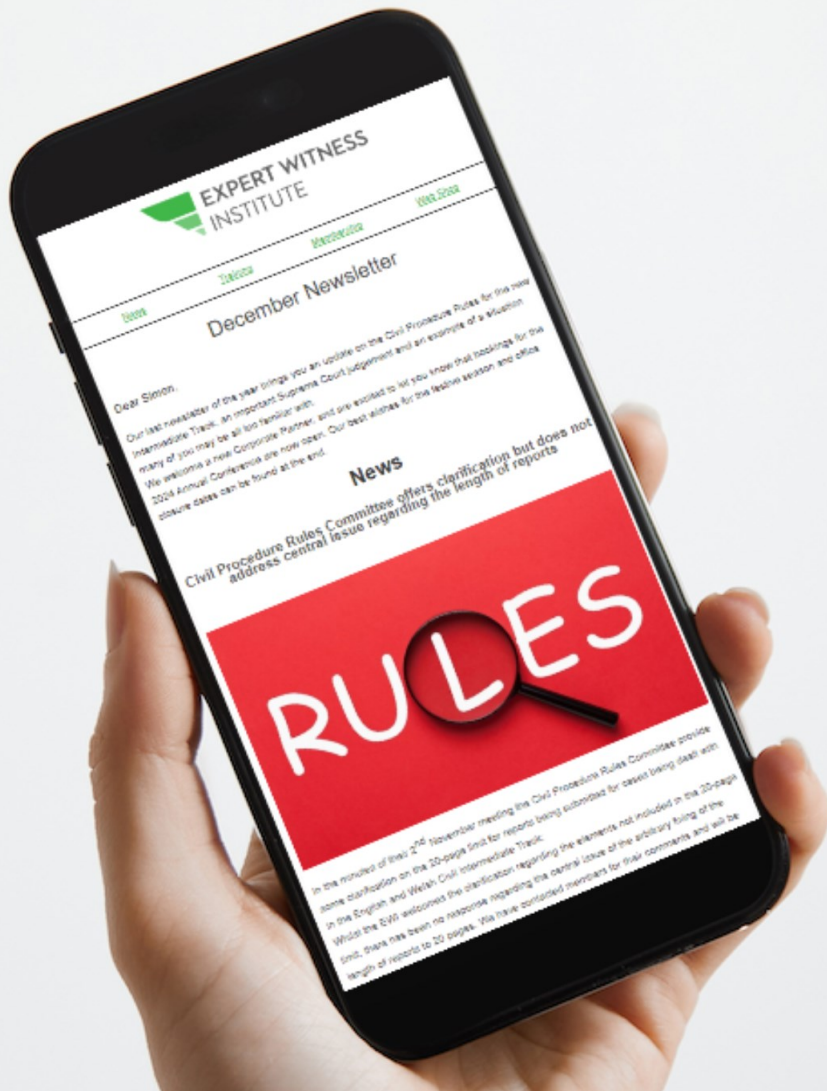 EXPERT WITNESS
INSTITUTE
News Training Membership Web Shop
December Newsletter
Dear Simon,
Our last newsletter of the year brings you an update on the Civil Procedure Rules for the new
Intermediate Track, an important Supreme Court judgement and an example of a situation
many of you may be all too familiar with.
We welcome a new Corporate Partner, and are excited to let you know that bookings for the
2024 Annual Conference are now open. Our best wishes for the festive season and office
closure dates can be found at the end.
News
Civil Procedure Rules Committee offers clarification but does not
address central issue regarding the length of reports
RULES
In the minutes of their 2nd November meeting the Civil Procedure Rules Committee provide
some clarification on the 20-page limit for reports being submitted for cases being dealt with
in the English and Welsh Civil Intermediate Track.
Whilst the EWI welcomes the clarification regarding the elements not included in the 20-page
limit, there has been no response regarding the central issue of the arbitrary fixing of the
length of reports to 20 pages. We have contacted members for their comments and will be